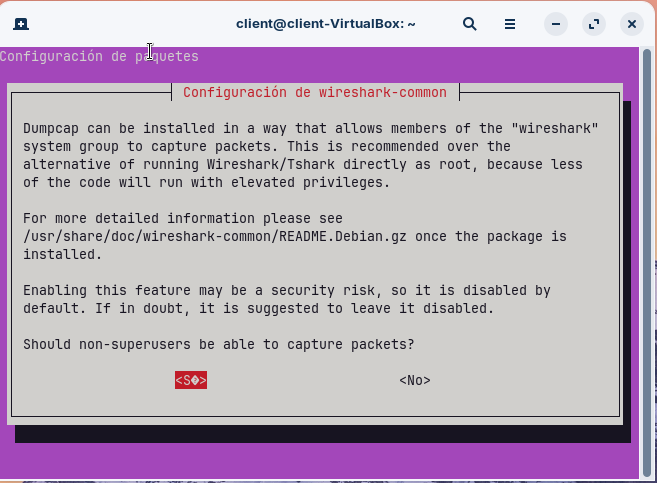 client@client-VirtualBox: ~
Configuración de paquetes
Configuración de wireshark-common
Dumpcap can be installed in a way that allows members of the "wireshark"
system group to capture packets. This is recommended over the
alternative of running Wireshark/Tshark directly as root, because less
of the code will run with elevated privileges.
For more detailed information please see
/usr/share/doc/wireshark-common/README.Debian.gz once the package is
installed.
Enabling this feature may be a security risk, so it is disabled by
default. If in doubt, it is suggested to leave it disabled.
Should non-superusers be able to capture packets?
<S�> <No>